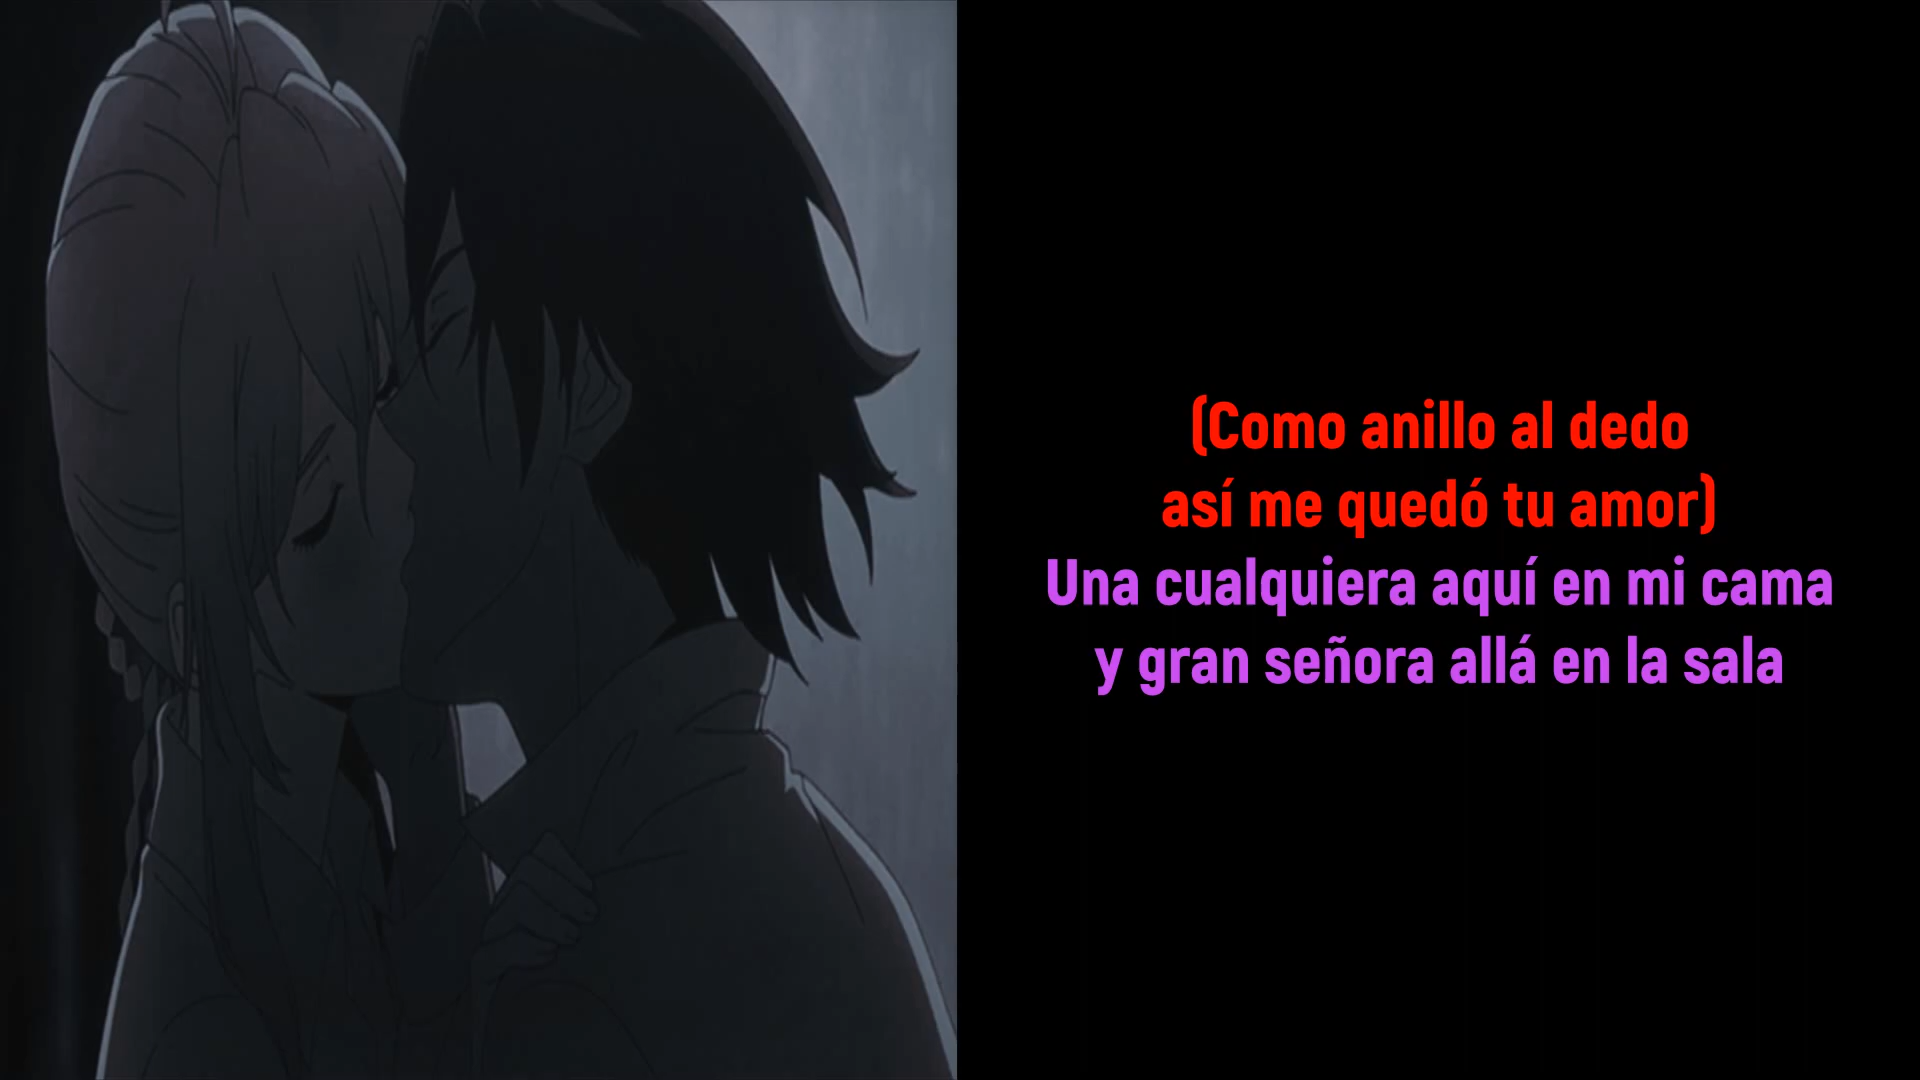 (Como anillo al dedo
así me quedó tu amor)
Una cualquiera aquí en mi cama
y gran señora allá en la sala